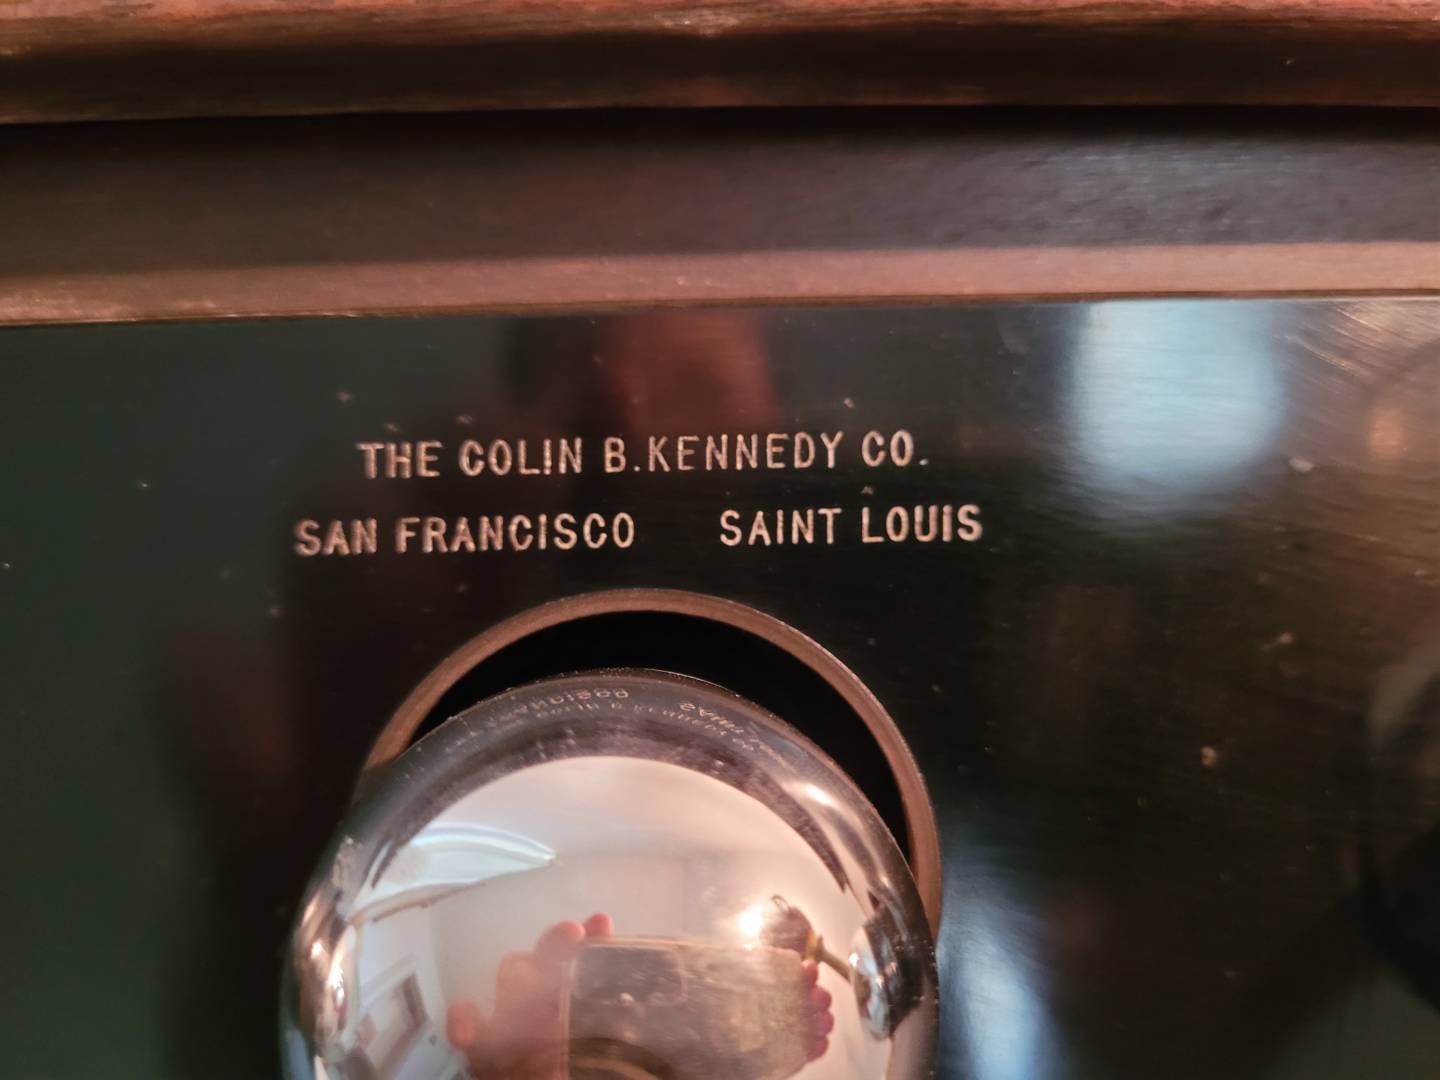 THE COLIN B. KENNEDY CO.
SAN FRANCISCO SAINT LOUIS